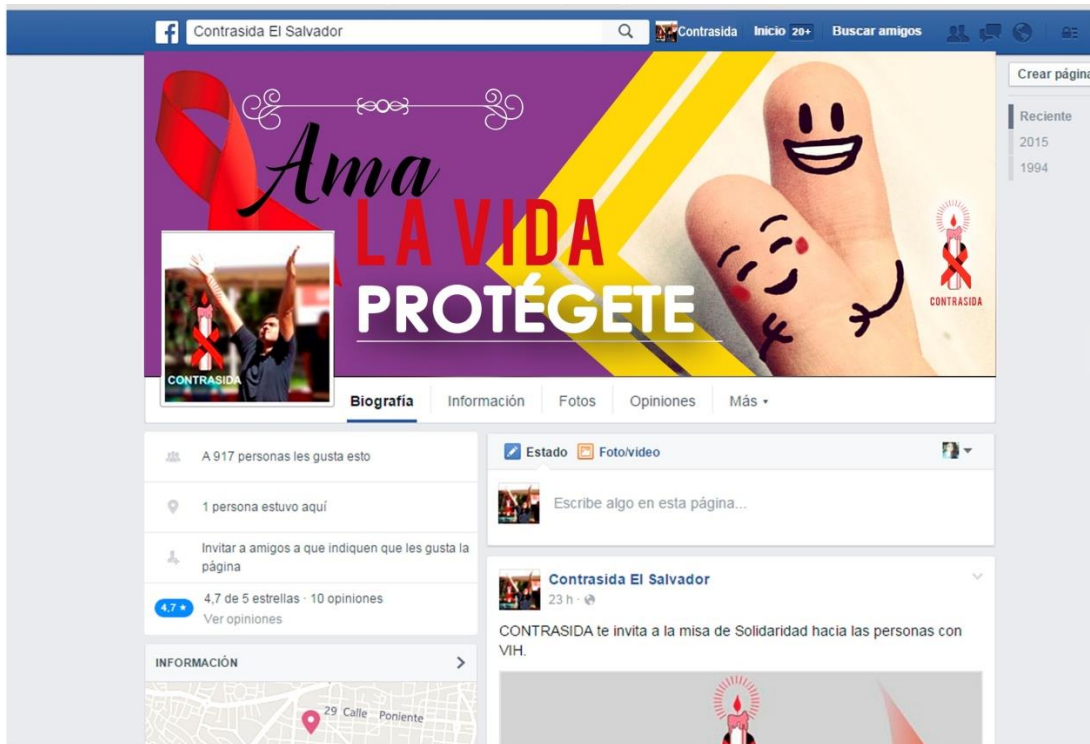 Contrasida El Salvador
Contrasida Inicio 20+ Buscar amigos
Crear página
Reciente
2015
1994
Ama
LA VIDA
PROTÉGETE
CONTRASIDA
CONTRASIDA
Biografía Información Fotos Opiniones Más
A 917 personas les gusta esto
1 persona estuvo aquí
Invitar a amigos a que indiquen que les gusta la
página
4,7 4,7 de 5 estrellas · 10 opiniones
Ver opiniones
INFORMACIÓN
29 Calle Poniente
Estado Foto/video
Escribe algo en esta página...
Contrasida El Salvador
23 h ·
CONTRASIDA te invita a la misa de Solidaridad hacia las personas con
VIH.